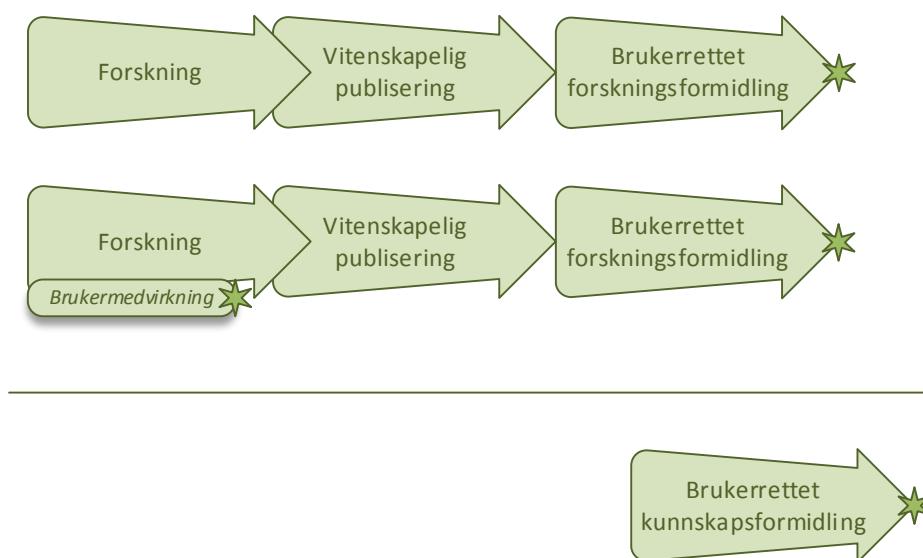 Forskning
Vitenskapelig
publisering
Brukerrettet
forskningsformidling
Forskning
Vitenskapelig
publisering
Brukerrettet
forskningsformidling
Brukermedvirkning
Brukerrettet
kunnskapsformidling